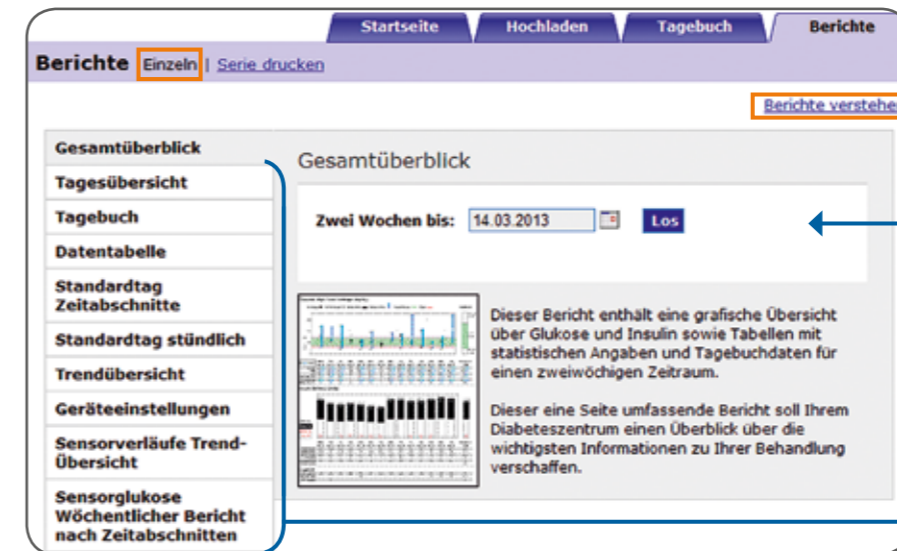 Startseite Hochladen Tagebuch Berichte
Berichte Einzeln | Serie drucken
Berichte verstehe
Gesamtüberblick
Tagesübersicht
Tagebuch
Datentabelle
Standardtag
Zeitabschnitte
Standardtag stündlich
Trendübersicht
Geräteeinstellungen
Sensorverläufe Trend-
Übersicht
Sensorglukose
Wöchentlicher Bericht
nach Zeitabschnitten
Gesamtüberblick
Zwei Wochen bis: 14.03.2013 Los
Dieser Bericht enthält eine grafische Übersicht
über Glukose und Insulin sowie Tabellen mit
statistischen Angaben und Tagebuchdaten für
einen zweiwöchigen Zeitraum.
Dieser eine Seite umfassende Bericht soll Ihrem
Diabeteszentrum einen Überblick über die
wichtigsten Informationen zu Ihrer Behandlung
verschaffen.